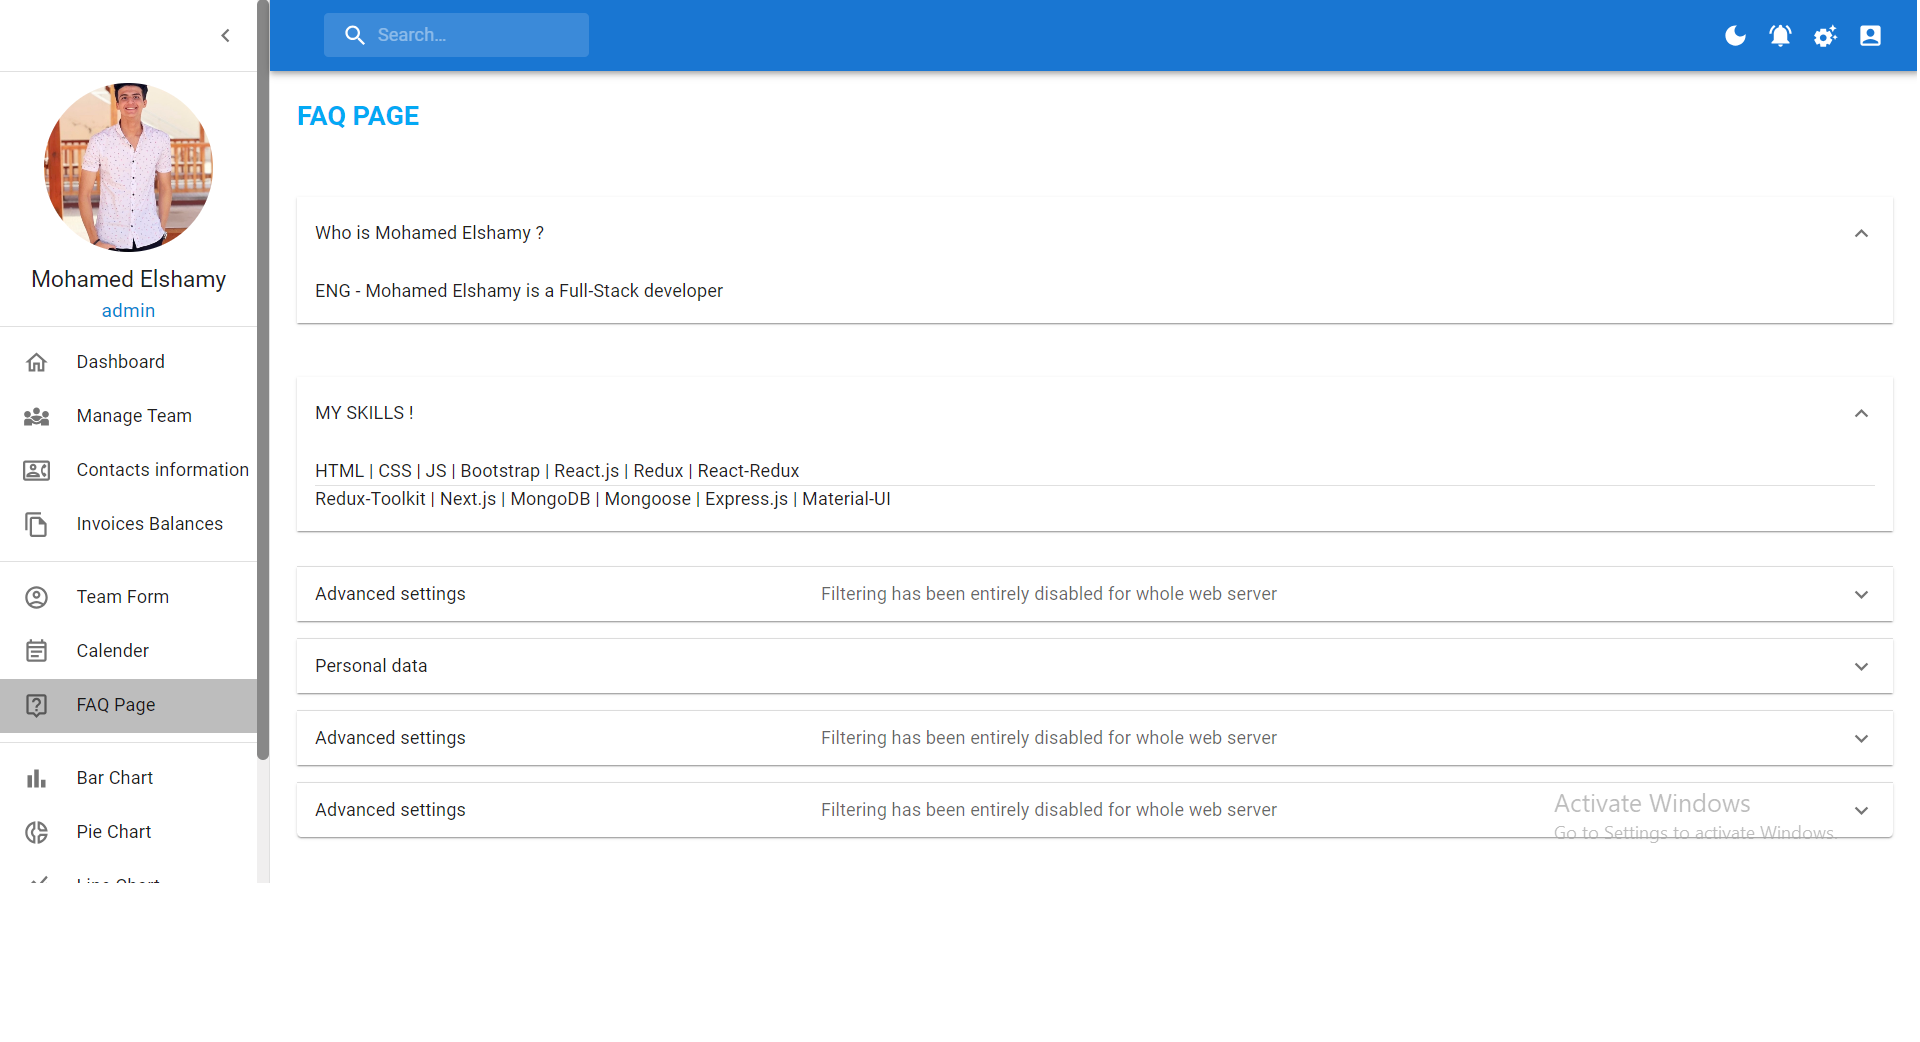 Search…
Mohamed Elshamy
admin
Dashboard
Manage Team
Contacts information
Invoices Balances
Team Form
Calender
FAQ Page
Bar Chart
Pie Chart
Line Chart
FAQ PAGE
Who is Mohamed Elshamy ?
ENG - Mohamed Elshamy is a Full-Stack developer
MY SKILLS !
HTML | CSS | JS | Bootstrap | React.js | Redux | React-Redux
Redux-Toolkit | Next.js | MongoDB | Mongoose | Express.js | Material-UI
Advanced settings Filtering has been entirely disabled for whole web server
Personal data
Advanced settings Filtering has been entirely disabled for whole web server
Advanced settings Filtering has been entirely disabled for whole web server
Activate Windows
Go to Settings to activate Windows.